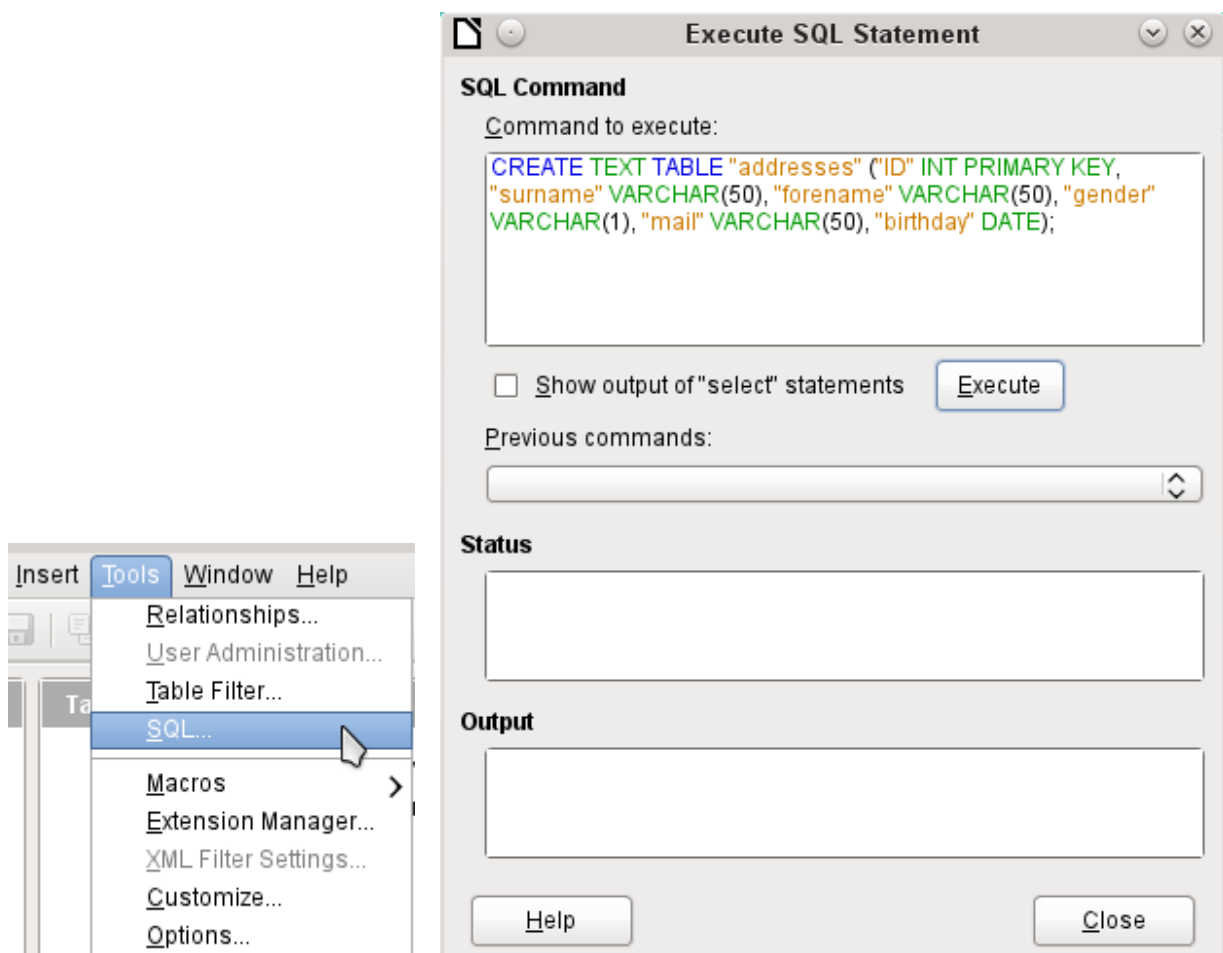 Execute SQL Statement
SQL Command
Command to execute:
CREATE TEXT TABLE "addresses" ("ID" INT PRIMARY KEY,
"surname" VARCHAR(50), "forename" VARCHAR(50), "gender"
VARCHAR(1), "mail" VARCHAR(50), "birthday" DATE);
Show output of "select" statements
Execute
Previous commands:
Status
Output
Help
Close
Insert Tools Window Help
Ta
Relationships...
User Administration...
Table Filter...
SQL...
Macros
Extension Manager...
XML Filter Settings...
Customize...
Options...